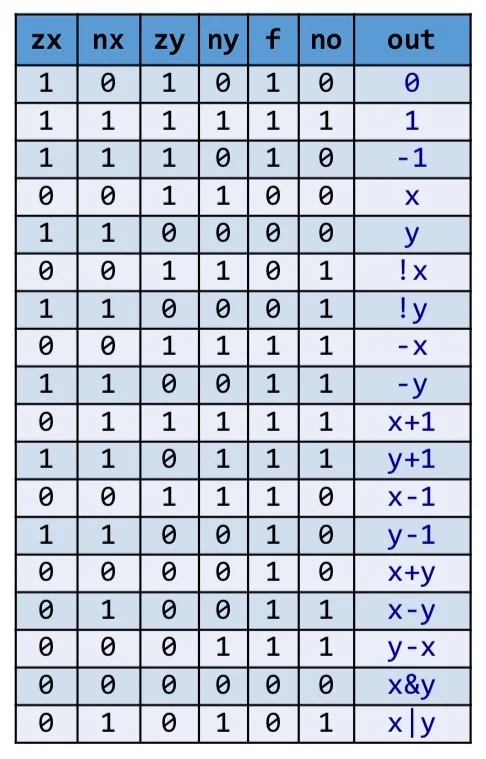 zx nx zy ny f no out
1 0 1 0 1 0 0
1 1 1 1 1 1 1
1 1 1 0 1 0 -1
0 0 1 1 0 0 x
1 1 0 0 0 0 y
0 0 1 1 0 1 !x
1 1 0 0 0 1 !y
0 0 1 1 1 1 -x
1 1 0 0 1 1 -y
0 1 1 1 1 1 x+1
1 1 0 1 1 1 y+1
0 0 1 1 1 0 x-1
1 1 0 0 1 0 y-1
0 0 0 0 1 0 x+y
0 1 0 0 1 1 x-y
0 0 0 1 1 1 y-x
0 0 0 0 0 0 x&y
0 1 0 1 0 1 x|y